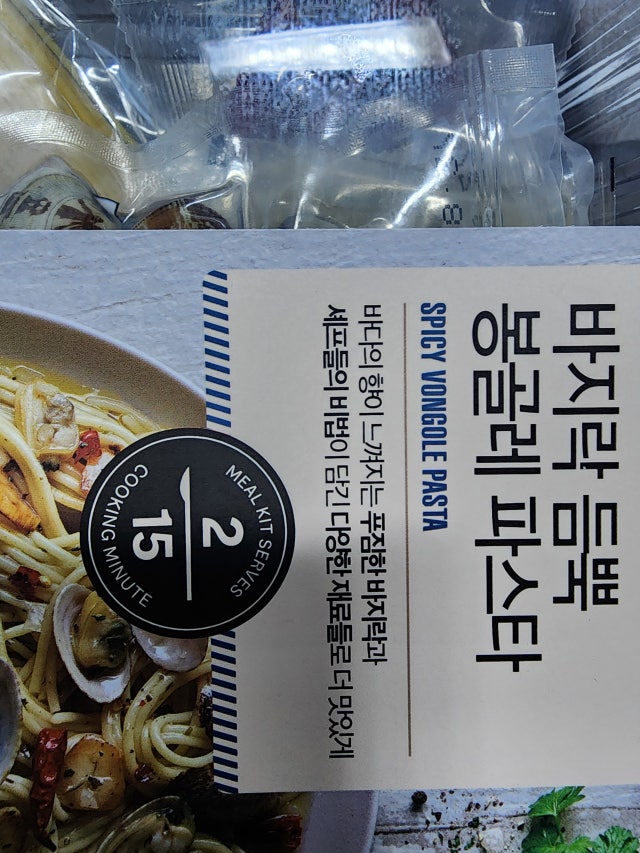 바지락 듬뿍
봉골레 파스타
SPICY VONGOLE PASTA
바다의 향이 느껴지는 푸짐한 바지락과
셰프들의 비법이 담긴 다양한 재료들로 더 맛있게
MEAL KIT SERVES
2
15
COOKING MINUTE